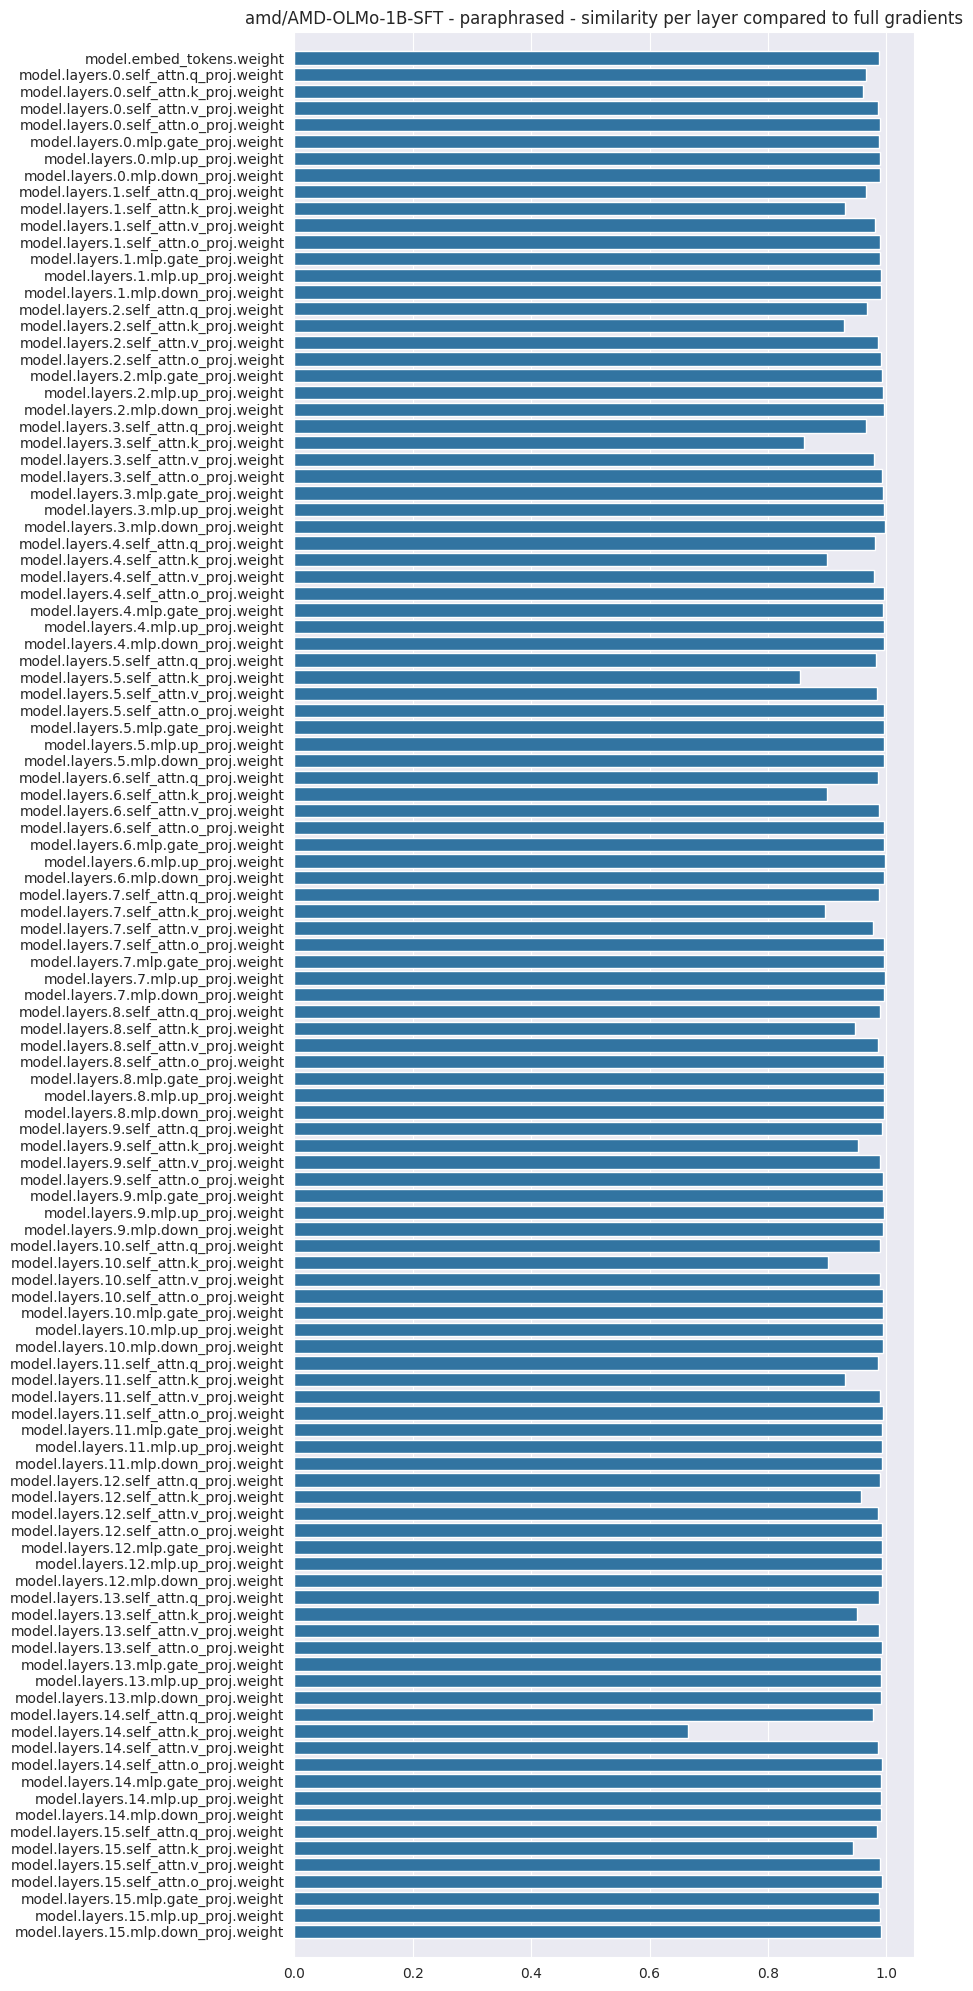 amd/AMD-OLMo-1B-SFT - paraphrased - similarity per layer compared to full gradients
model.embed_tokens.weight
model.layers.0.self_attn.q_proj.weight
model.layers.0.self_attn.k_proj.weight
model.layers.0.self_attn.v_proj.weight
model.layers.0.self_attn.o_proj.weight
model.layers.0.mlp.gate_proj.weight
model.layers.0.mlp.up_proj.weight
model.layers.0.mlp.down_proj.weight
model.layers.1.self_attn.q_proj.weight
model.layers.1.self_attn.k_proj.weight
model.layers.1.self_attn.v_proj.weight
model.layers.1.self_attn.o_proj.weight
model.layers.1.mlp.gate_proj.weight
model.layers.1.mlp.up_proj.weight
model.layers.1.mlp.down_proj.weight
model.layers.2.self_attn.q_proj.weight
model.layers.2.self_attn.k_proj.weight
model.layers.2.self_attn.v_proj.weight
model.layers.2.self_attn.o_proj.weight
model.layers.2.mlp.gate_proj.weight
model.layers.2.mlp.up_proj.weight
model.layers.2.mlp.down_proj.weight
model.layers.3.self_attn.q_proj.weight
model.layers.3.self_attn.k_proj.weight
model.layers.3.self_attn.v_proj.weight
model.layers.3.self_attn.o_proj.weight
model.layers.3.mlp.gate_proj.weight
model.layers.3.mlp.up_proj.weight
model.layers.3.mlp.down_proj.weight
model.layers.4.self_attn.q_proj.weight
model.layers.4.self_attn.k_proj.weight
model.layers.4.self_attn.v_proj.weight
model.layers.4.self_attn.o_proj.weight
model.layers.4.mlp.gate_proj.weight
model.layers.4.mlp.up_proj.weight
model.layers.4.mlp.down_proj.weight
model.layers.5.self_attn.q_proj.weight
model.layers.5.self_attn.k_proj.weight
model.layers.5.self_attn.v_proj.weight
model.layers.5.self_attn.o_proj.weight
model.layers.5.mlp.gate_proj.weight
model.layers.5.mlp.up_proj.weight
model.layers.5.mlp.down_proj.weight
model.layers.6.self_attn.q_proj.weight
model.layers.6.self_attn.k_proj.weight
model.layers.6.self_attn.v_proj.weight
model.layers.6.self_attn.o_proj.weight
model.layers.6.mlp.gate_proj.weight
model.layers.6.mlp.up_proj.weight
model.layers.6.mlp.down_proj.weight
model.layers.7.self_attn.q_proj.weight
model.layers.7.self_attn.k_proj.weight
model.layers.7.self_attn.v_proj.weight
model.layers.7.self_attn.o_proj.weight
model.layers.7.mlp.gate_proj.weight
model.layers.7.mlp.up_proj.weight
model.layers.7.mlp.down_proj.weight
model.layers.8.self_attn.q_proj.weight
model.layers.8.self_attn.k_proj.weight
model.layers.8.self_attn.v_proj.weight
model.layers.8.self_attn.o_proj.weight
model.layers.8.mlp.gate_proj.weight
model.layers.8.mlp.up_proj.weight
model.layers.8.mlp.down_proj.weight
model.layers.9.self_attn.q_proj.weight
model.layers.9.self_attn.k_proj.weight
model.layers.9.self_attn.v_proj.weight
model.layers.9.self_attn.o_proj.weight
model.layers.9.mlp.gate_proj.weight
model.layers.9.mlp.up_proj.weight
model.layers.9.mlp.down_proj.weight
model.layers.10.self_attn.q_proj.weight
model.layers.10.self_attn.k_proj.weight
model.layers.10.self_attn.v_proj.weight
model.layers.10.self_attn.o_proj.weight
model.layers.10.mlp.gate_proj.weight
model.layers.10.mlp.up_proj.weight
model.layers.10.mlp.down_proj.weight
model.layers.11.self_attn.q_proj.weight
model.layers.11.self_attn.k_proj.weight
model.layers.11.self_attn.v_proj.weight
model.layers.11.self_attn.o_proj.weight
model.layers.11.mlp.gate_proj.weight
model.layers.11.mlp.up_proj.weight
model.layers.11.mlp.down_proj.weight
model.layers.12.self_attn.q_proj.weight
model.layers.12.self_attn.k_proj.weight
model.layers.12.self_attn.v_proj.weight
model.layers.12.self_attn.o_proj.weight
model.layers.12.mlp.gate_proj.weight
model.layers.12.mlp.up_proj.weight
model.layers.12.mlp.down_proj.weight
model.layers.13.self_attn.q_proj.weight
model.layers.13.self_attn.k_proj.weight
model.layers.13.self_attn.v_proj.weight
model.layers.13.self_attn.o_proj.weight
model.layers.13.mlp.gate_proj.weight
model.layers.13.mlp.up_proj.weight
model.layers.13.mlp.down_proj.weight
model.layers.14.self_attn.q_proj.weight
model.layers.14.self_attn.k_proj.weight
model.layers.14.self_attn.v_proj.weight
model.layers.14.self_attn.o_proj.weight
model.layers.14.mlp.gate_proj.weight
model.layers.14.mlp.up_proj.weight
model.layers.14.mlp.down_proj.weight
model.layers.15.self_attn.q_proj.weight
model.layers.15.self_attn.k_proj.weight
model.layers.15.self_attn.v_proj.weight
model.layers.15.self_attn.o_proj.weight
model.layers.15.mlp.gate_proj.weight
model.layers.15.mlp.up_proj.weight
model.layers.15.mlp.down_proj.weight
0.0 0.2 0.4 0.6 0.8 1.0